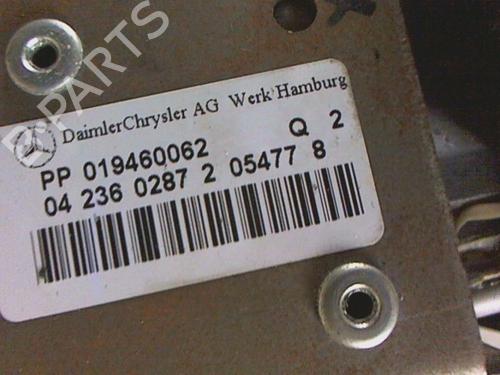 B-PARTS
DaimlerChrysler AG Werk Hamburg
PP 019460062 Q 2
04 236 0287 2 05477 8